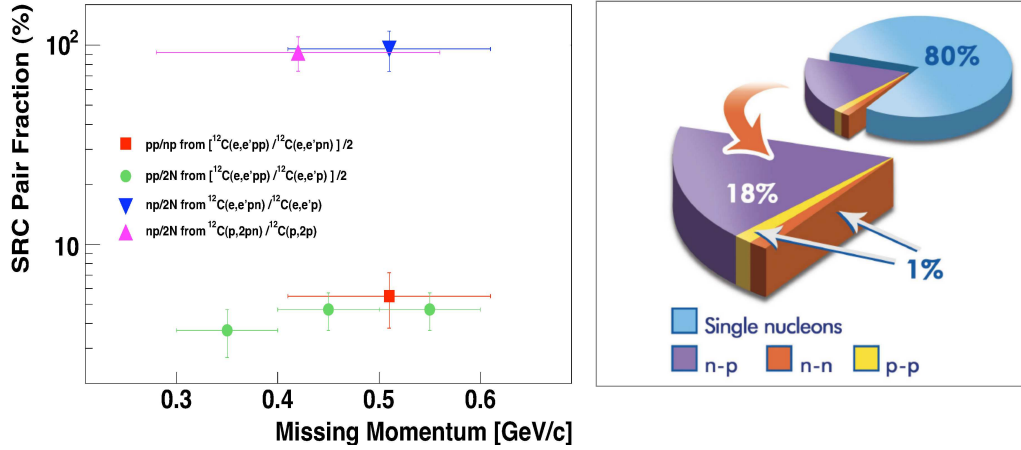 SRC Pair Fraction (%)
10²
10
pp/np from [¹²C(e,e'pp) /¹²C(e,e'pn) ] /2
pp/2N from [¹²C(e,e'pp) /¹²C(e,e'p) ] /2
np/2N from ¹²C(e,e'pn) /¹²C(e,e'p)
np/2N from ¹²C(p,2pn) /¹²C(p,2p)
0.3 0.4 0.5 0.6
Missing Momentum [GeV/c]
80%
18%
1%
Single nucleons
n-p n-n p-p